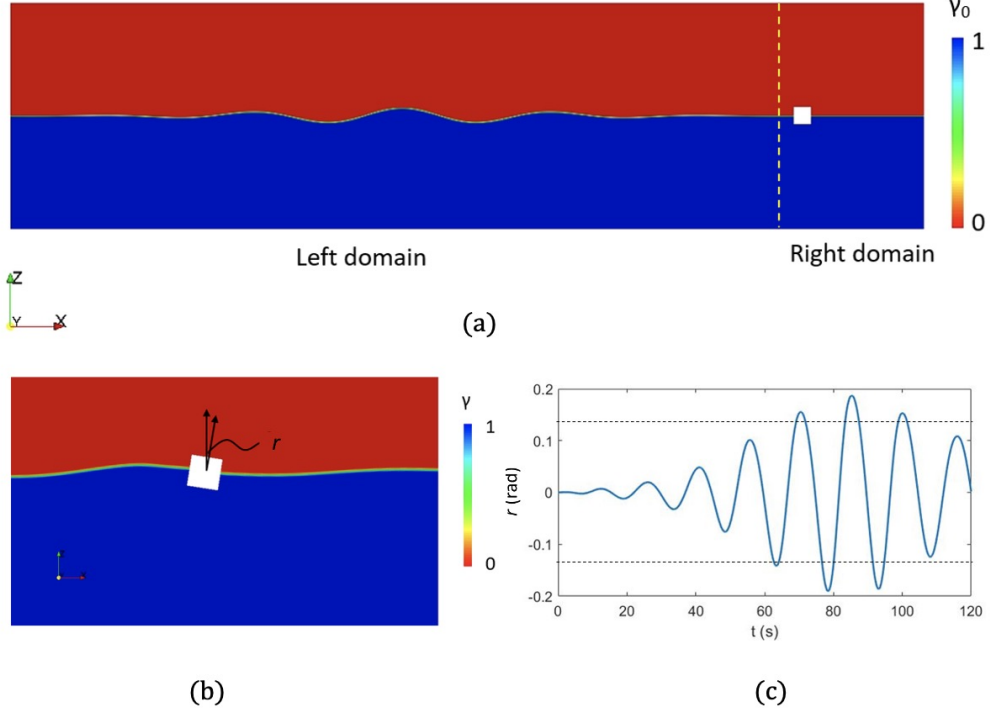 γ₀
1
0
Left domain
Right domain
Z
Y
X
(a)
γ
1
0
r
0.2
0.1
0
-0.1
-0.2
r (rad)
0 20 40 60 80 100 120
t (s)
(b)
(c)